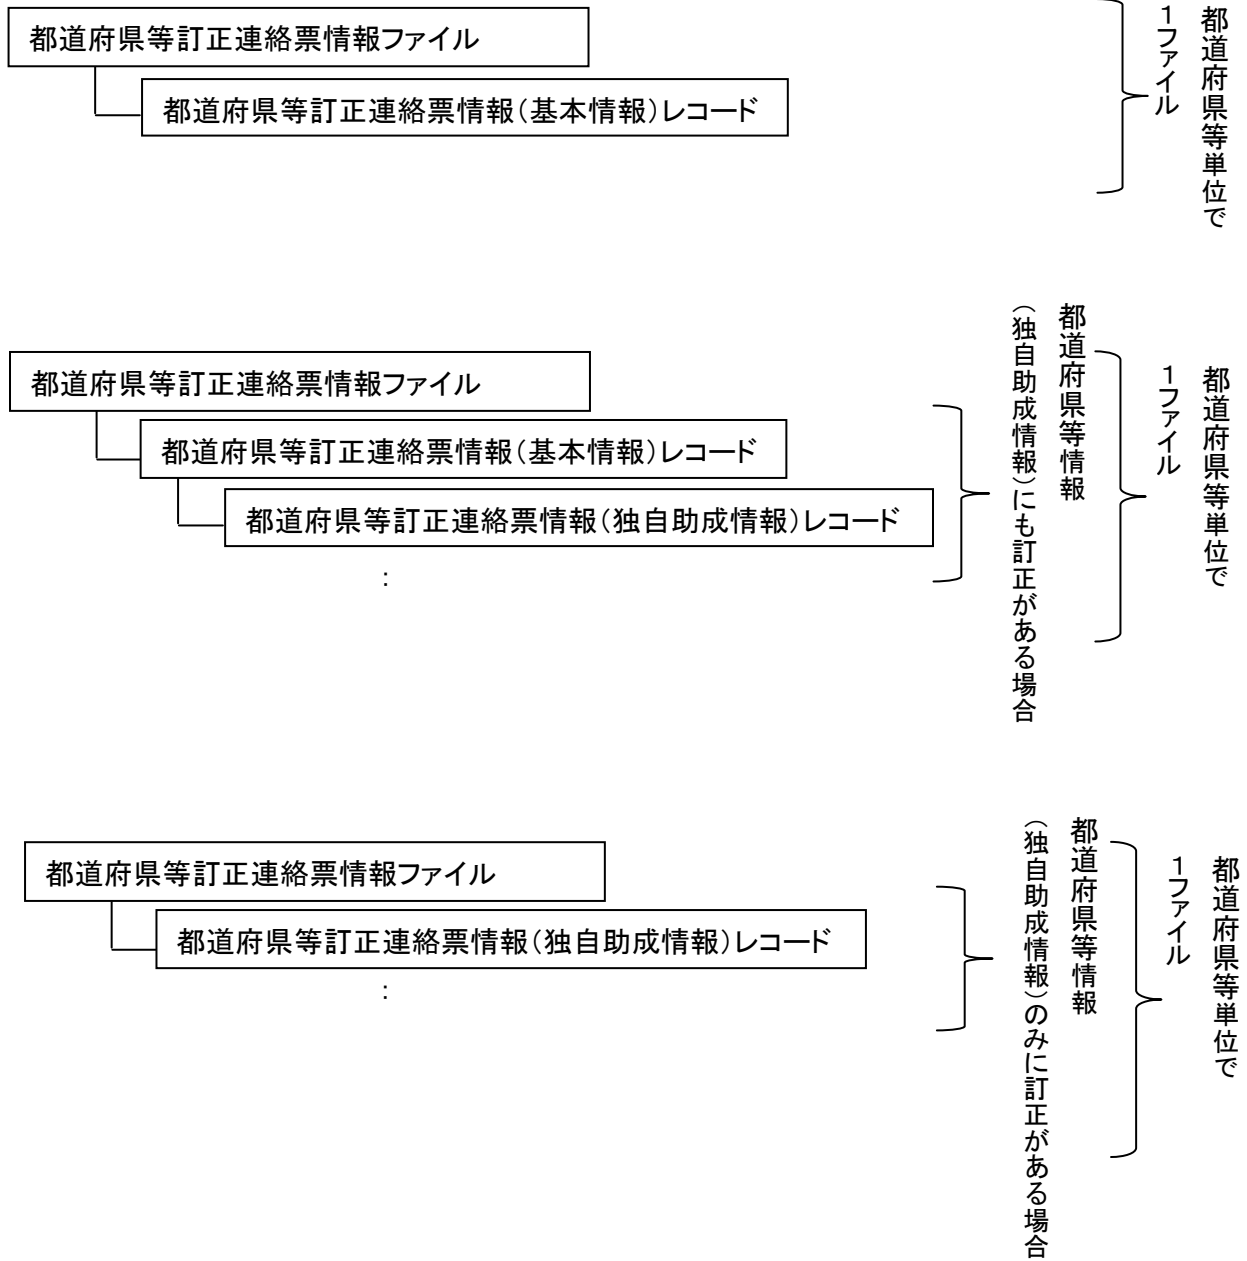 都道府県等訂正連絡票情報ファイル
都道府県等訂正連絡票情報(基本情報)レコード
都道府県等単位で
1ファイル
都道府県等訂正連絡票情報ファイル
都道府県等訂正連絡票情報(基本情報)レコード
都道府県等訂正連絡票情報(独自助成情報)レコード
:
都道府県等情報
(独自助成情報)にも訂正がある場合
都道府県等単位で
1ファイル
都道府県等訂正連絡票情報ファイル
都道府県等訂正連絡票情報(独自助成情報)レコード
:
都道府県等情報
(独自助成情報)のみに訂正がある場合
都道府県等単位で
1ファイル